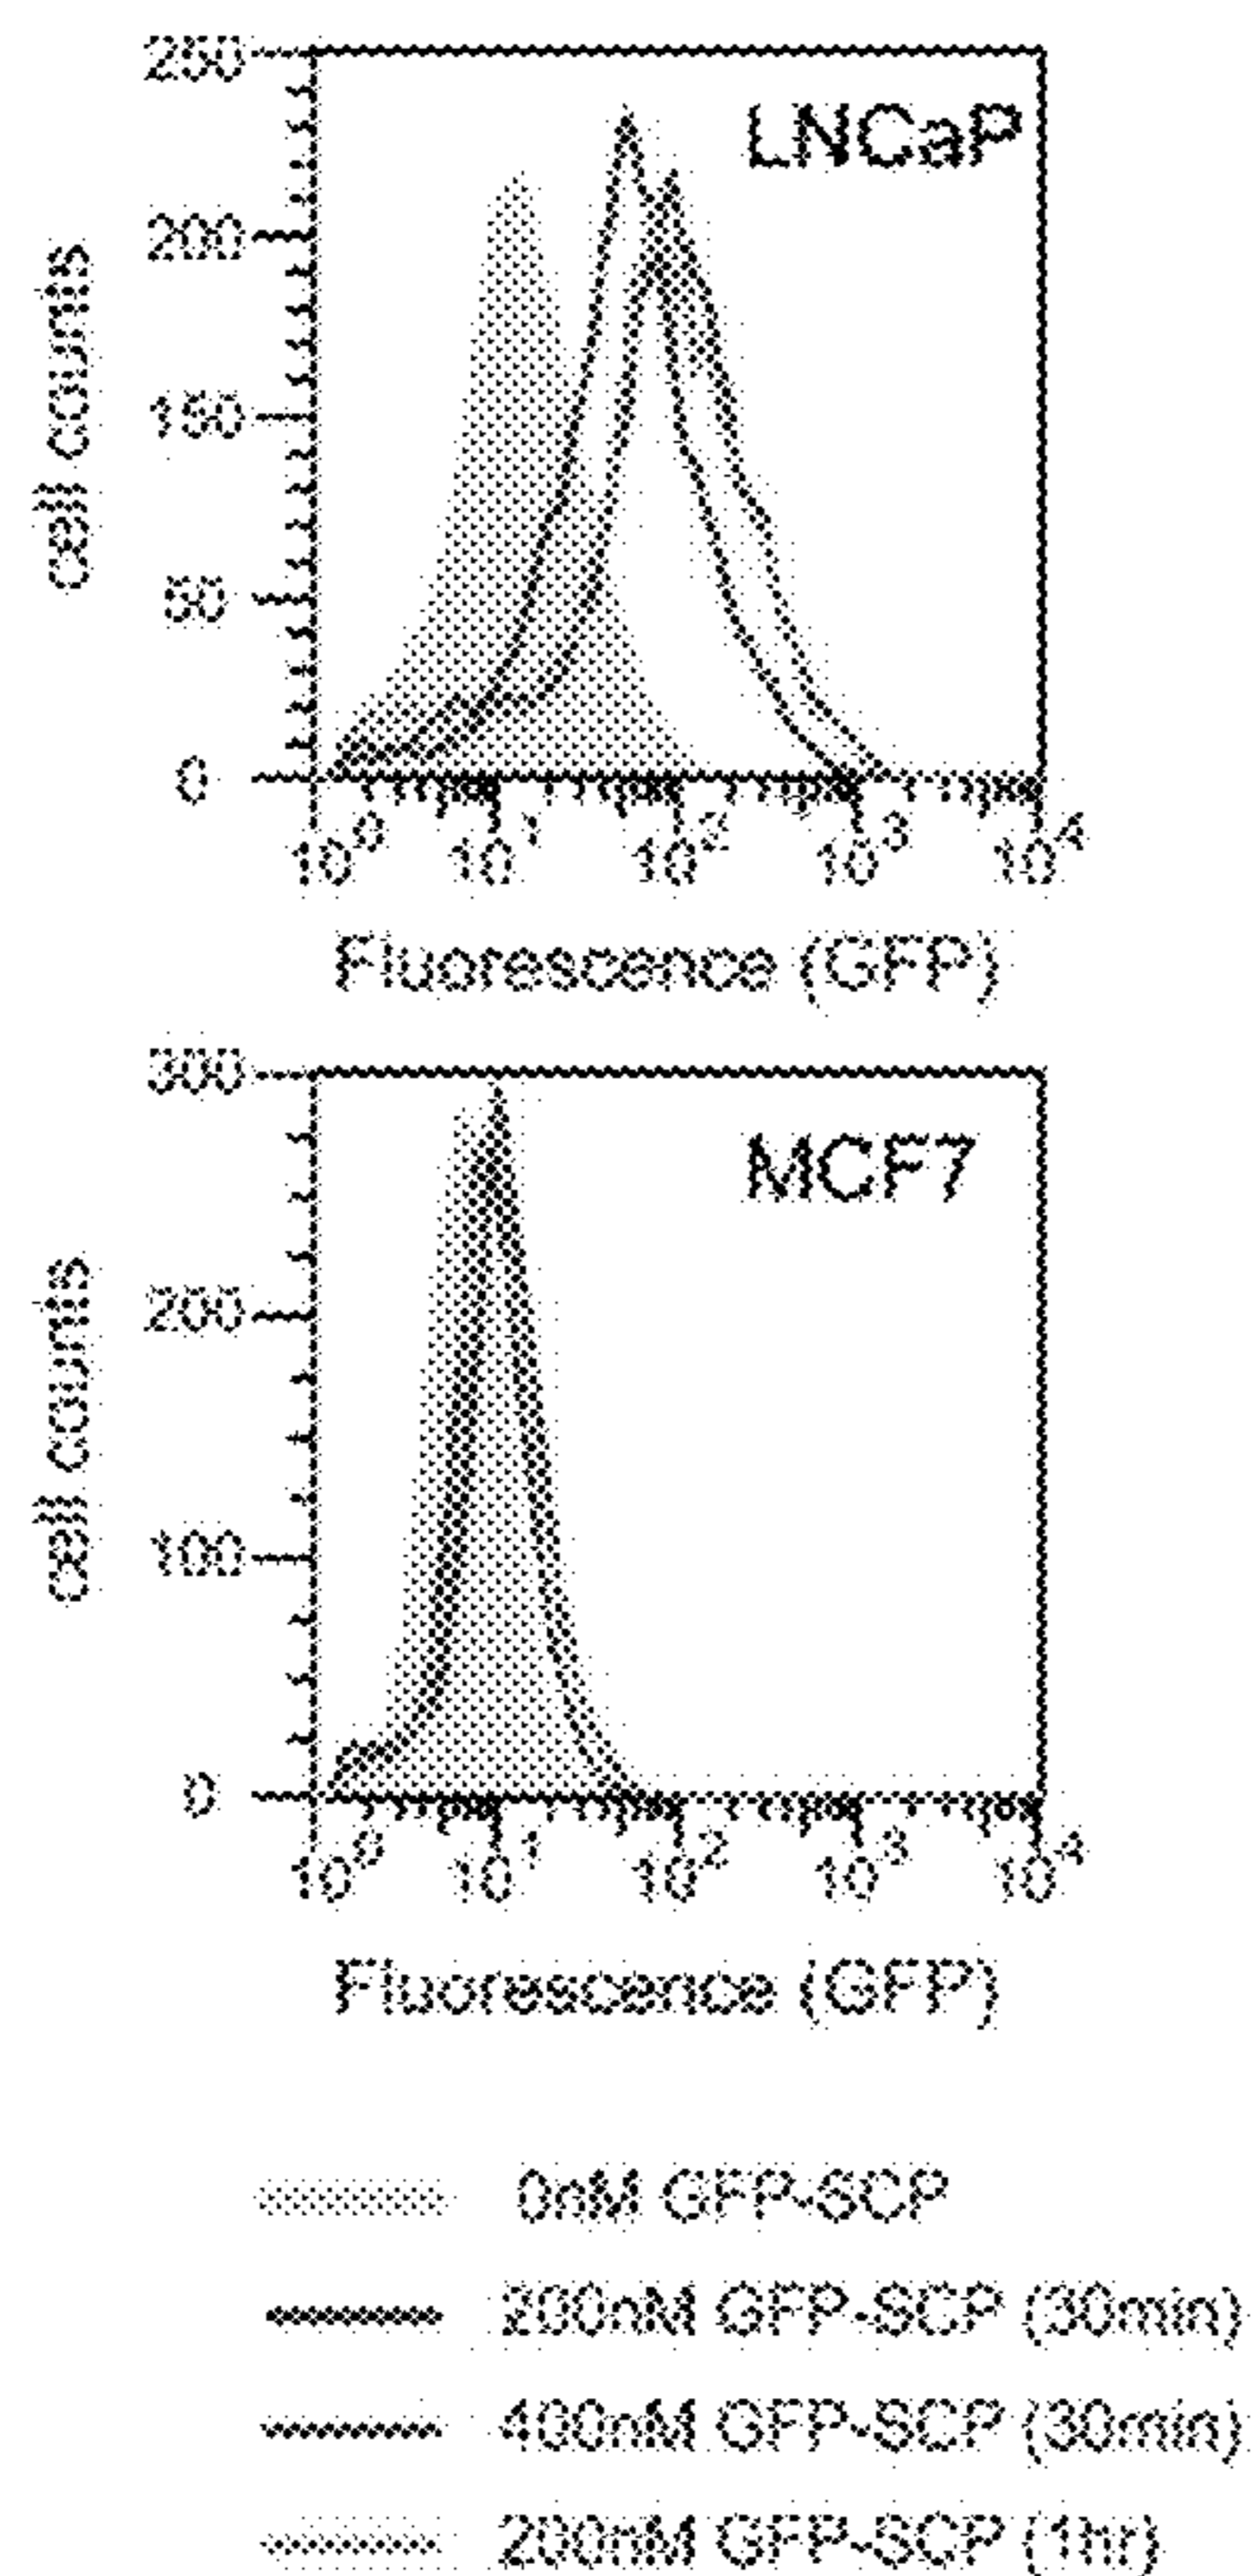 250
LNCaP
200
cell counts
150
50
0
10^0 10^1 10^2 10^3 10^4
Fluorescence (GFP)
300
MCF7
200
cell counts
100
0
10^0 10^1 10^2 10^3 10^4
Fluorescence (GFP)
0nM GFP-SCP
200nM GFP-SCP (30min)
400nM GFP-SCP (30min)
200nM GFP-SCP (1hr)